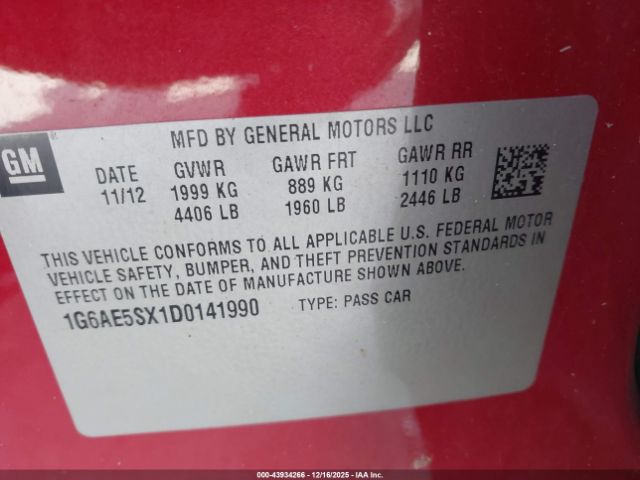 GM
MFD BY GENERAL MOTORS LLC
DATE GVWR GAWR FRT GAWR RR
11/12 1999 KG 889 KG 1110 KG
4406 LB 1960 LB 2446 LB
THIS VEHICLE CONFORMS TO ALL APPLICABLE U.S. FEDERAL MOTOR
VEHICLE SAFETY, BUMPER, AND THEFT PREVENTION STANDARDS IN
EFFECT ON THE DATE OF MANUFACTURE SHOWN ABOVE.
1G6AE5SX1D0141990 TYPE: PASS CAR
000-43934266 - 12/16/2025 - IAA Inc.